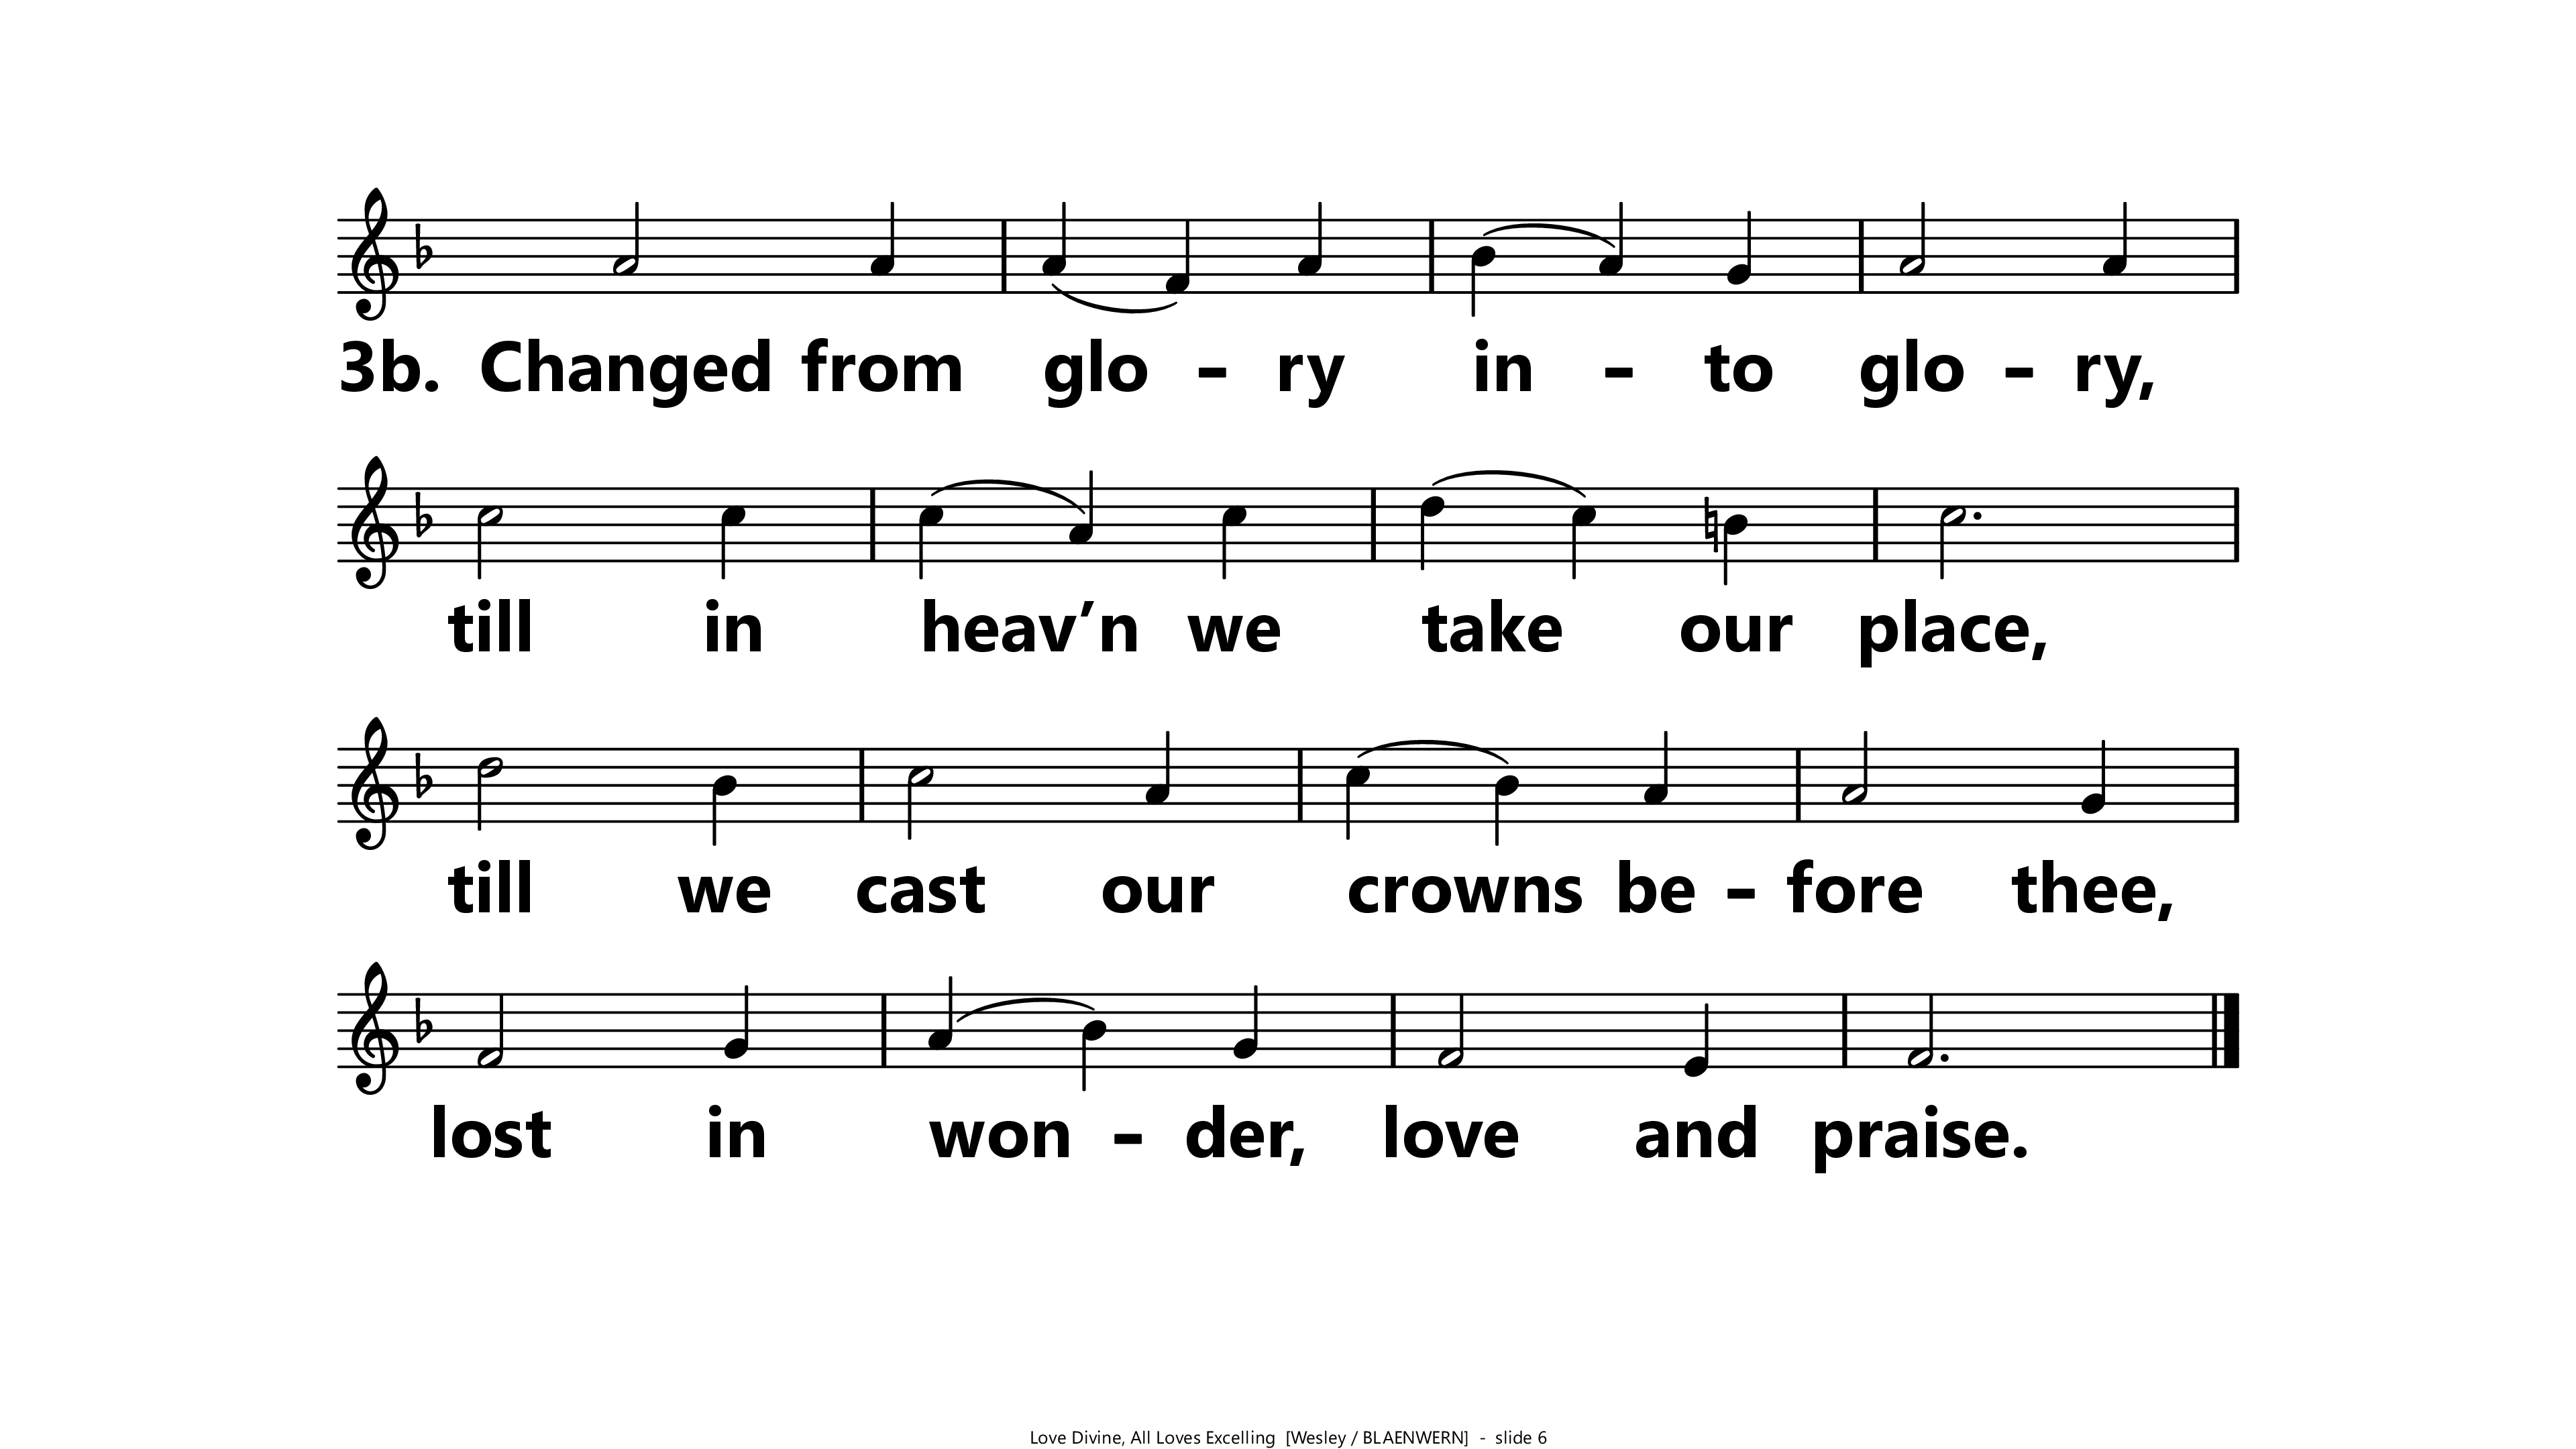 3b. Changed from glo - ry in - to glo - ry,
till in heav’n we take our place,
till we cast our crowns be - fore thee,
lost in won - der, love and praise.
Love Divine, All Loves Excelling [Wesley / BLAENWERN] - slide 6